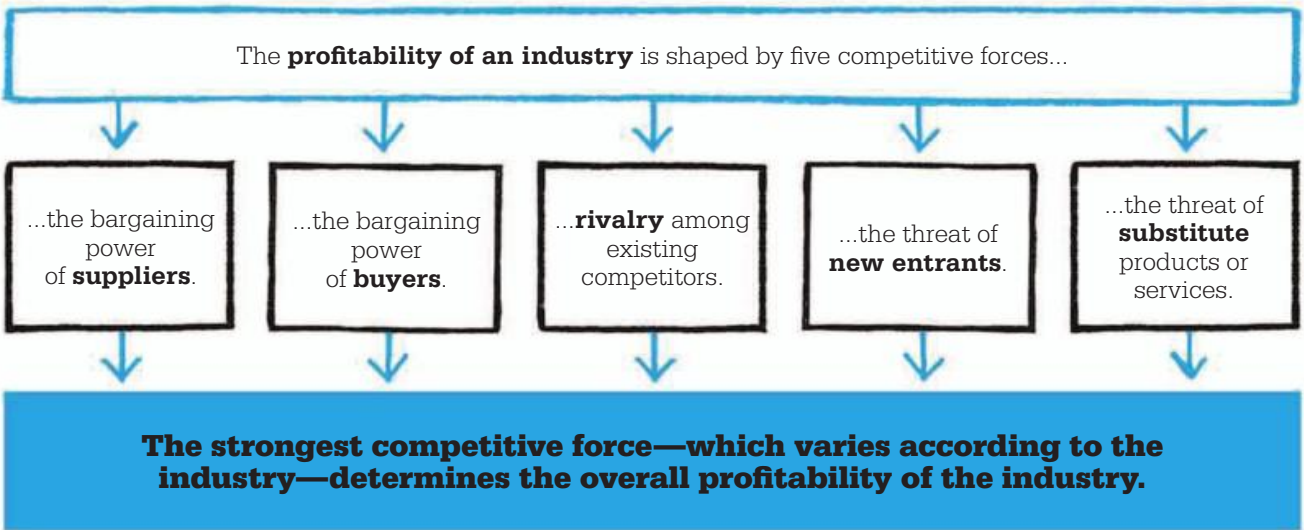 The profitability of an industry is shaped by five competitive forces...
...the bargaining
power
of suppliers.
...the bargaining
power
of buyers.
...rivalry among
existing
competitors.
...the threat of
new entrants.
...the threat of
substitute
products or
services.
The strongest competitive force—which varies according to the
industry—determines the overall profitability of the industry.